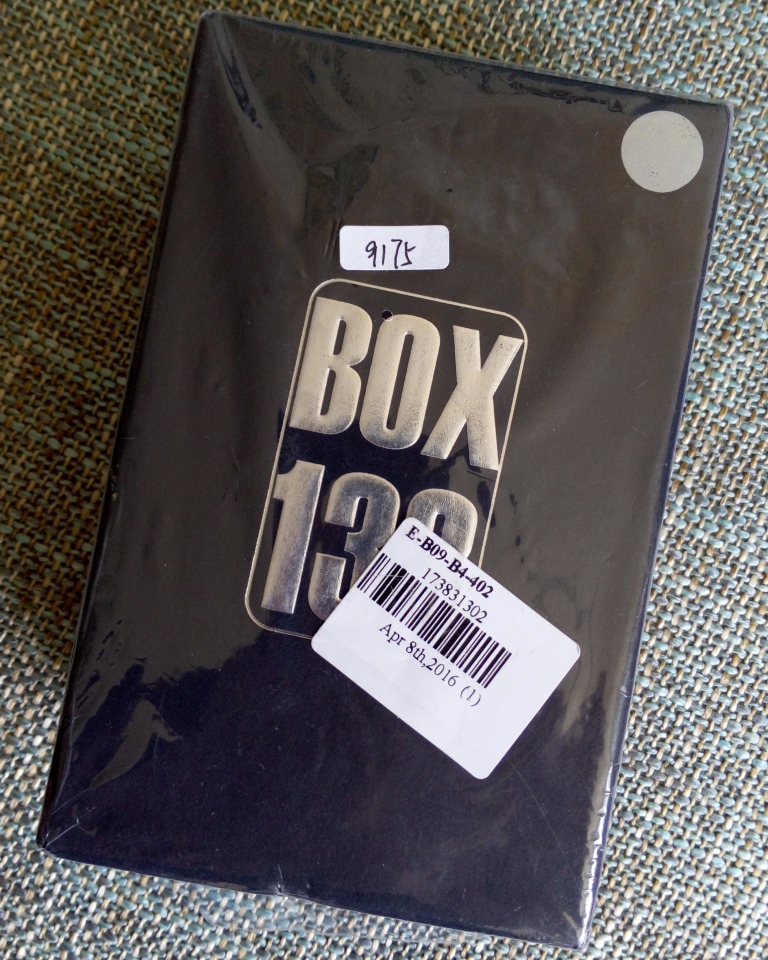 9175
BOX
E-B09-B4-402
173831302
Apr 8th,2016 (1)